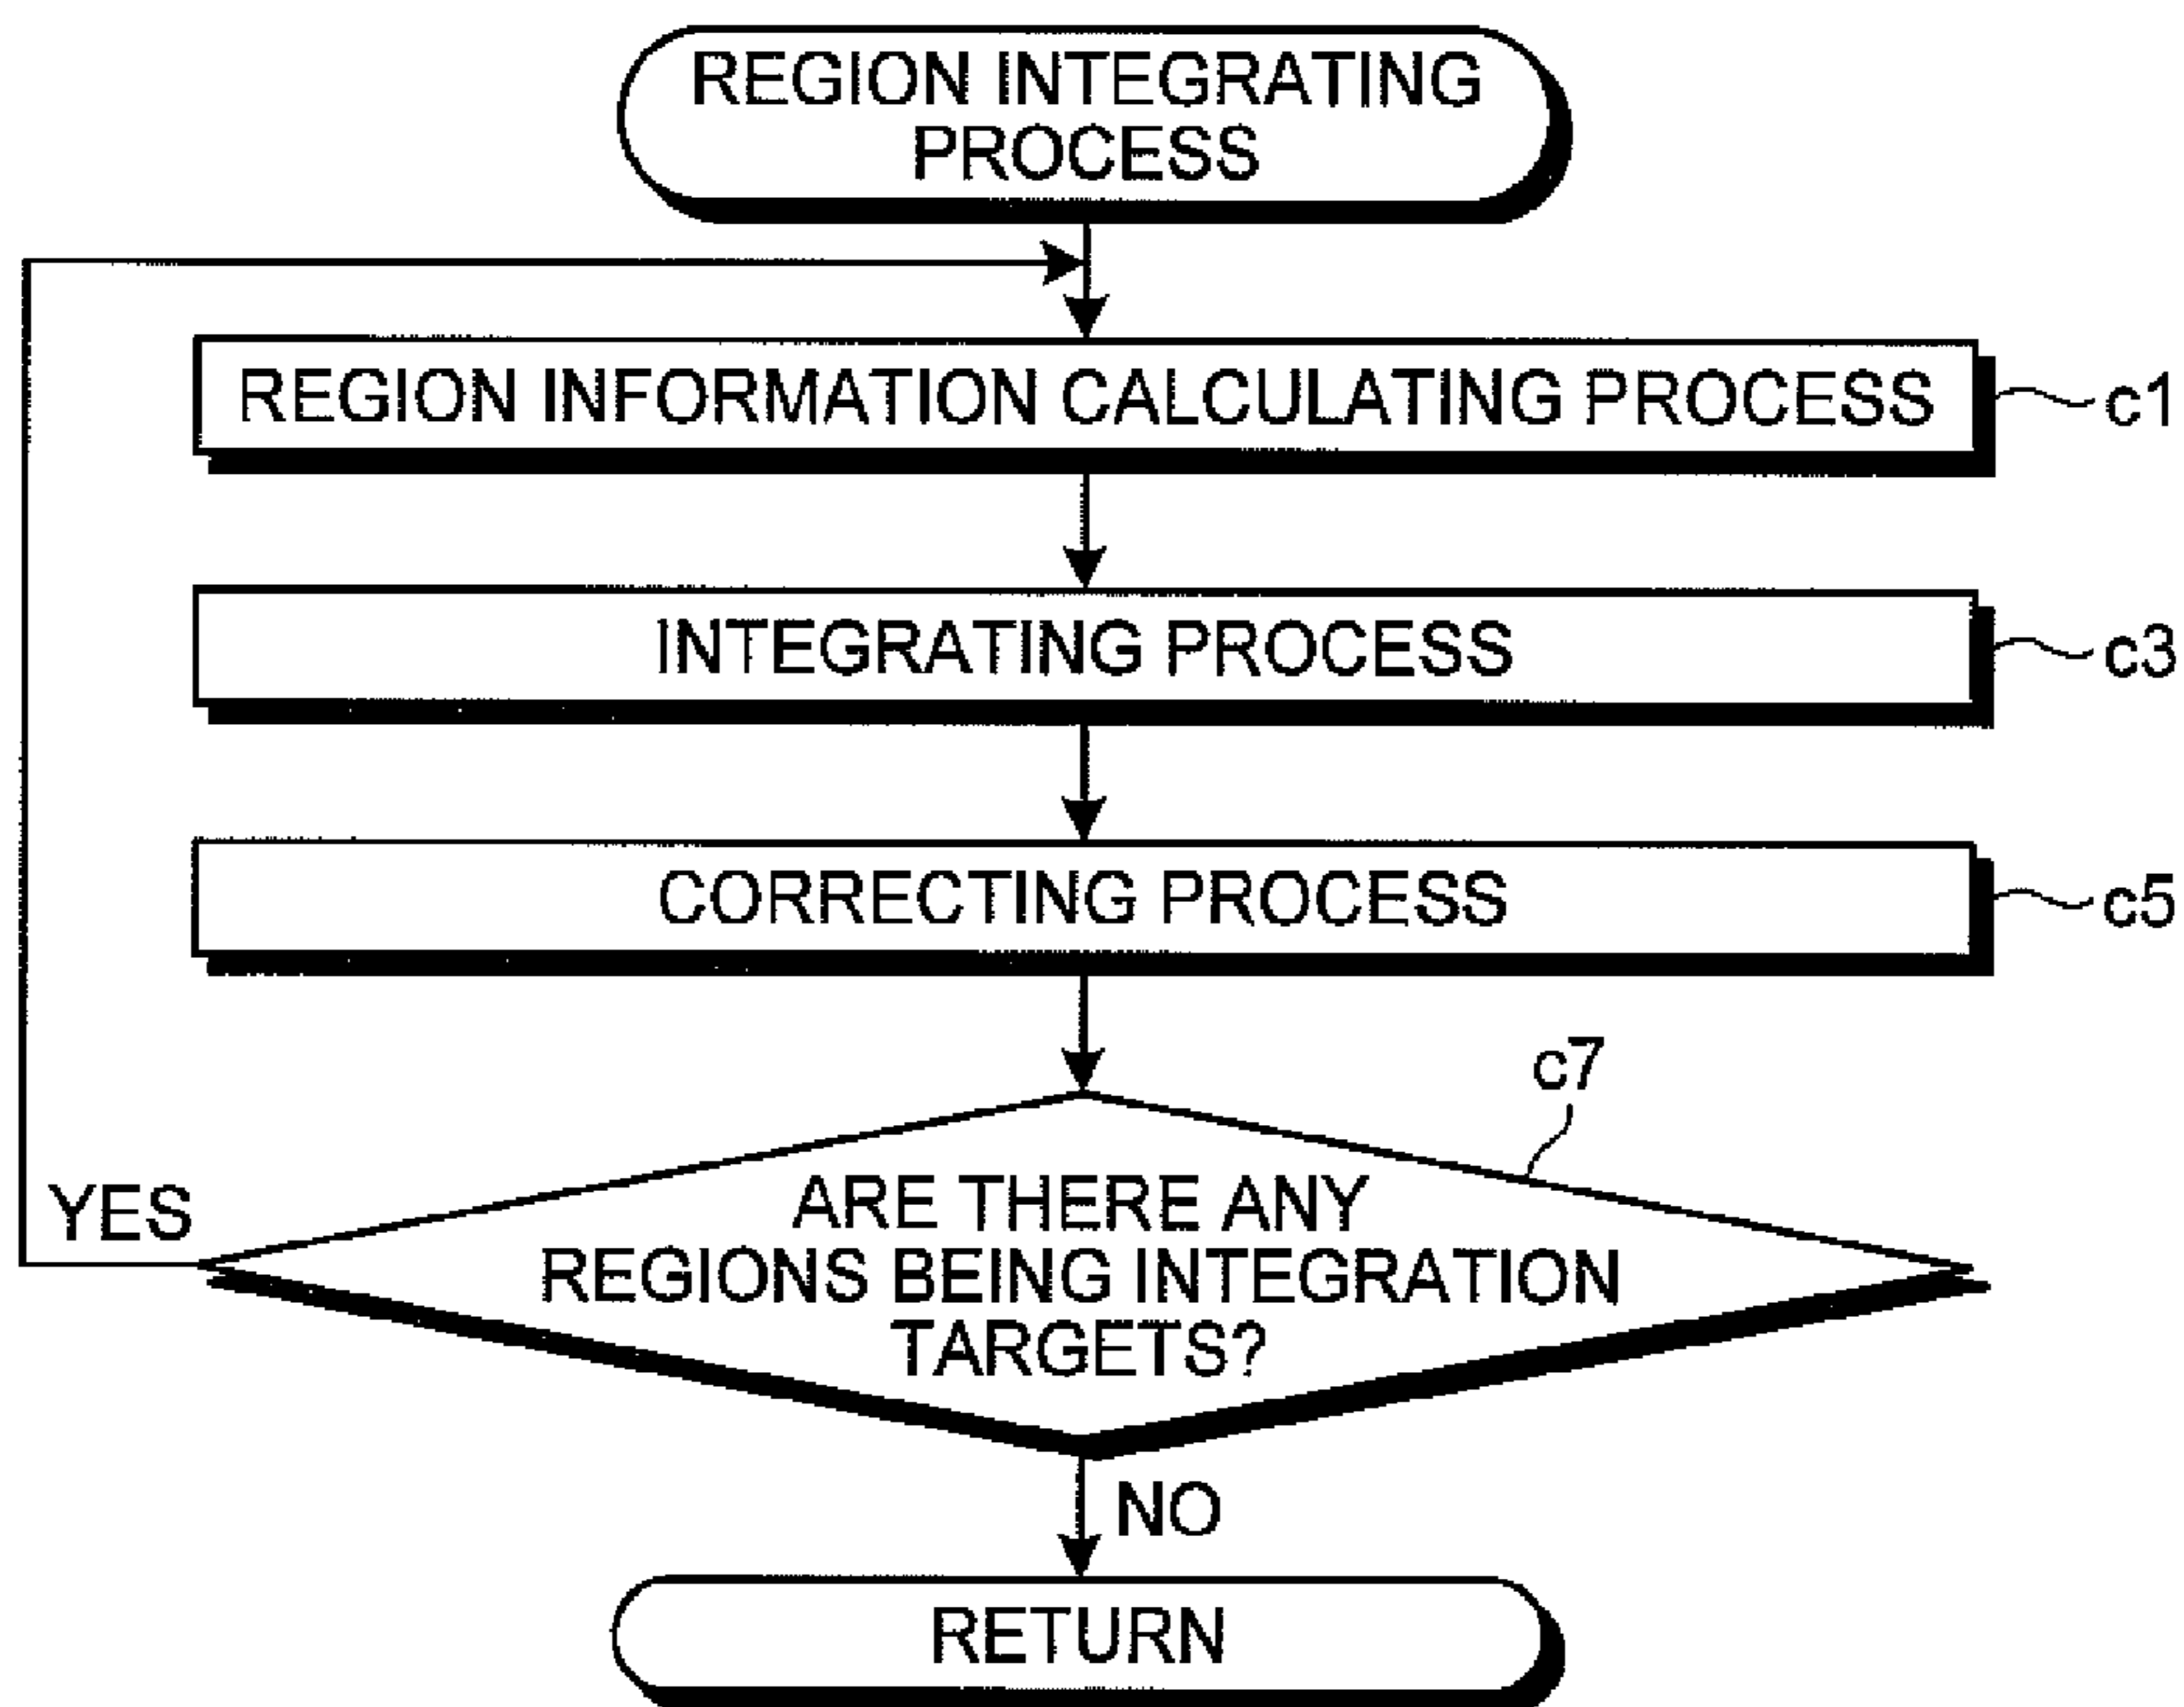 REGION INTEGRATING
PROCESS
REGION INFORMATION CALCULATING PROCESS
c1
INTEGRATING PROCESS
c3
CORRECTING PROCESS
c5
c7
ARE THERE ANY
REGIONS BEING INTEGRATION
TARGETS?
YES
NO
RETURN